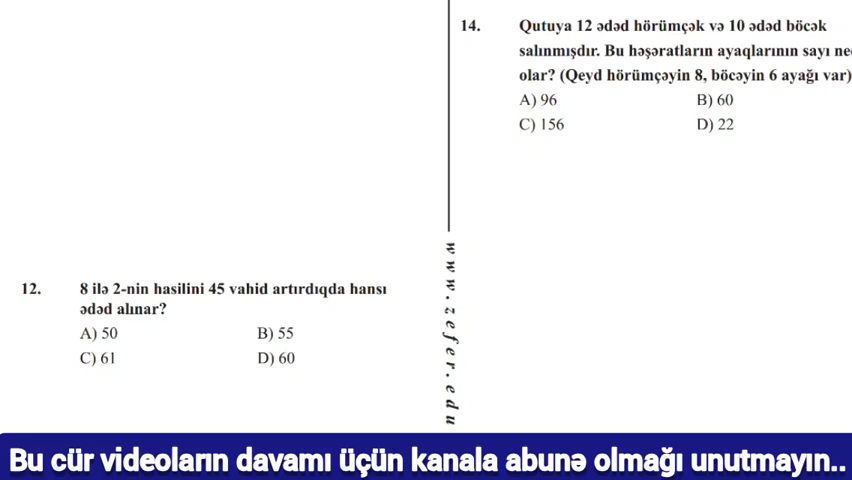 12. 8 ilə 2-nin hasilini 45 vahid artırdıqda hansı
ədəd alınar?
A) 50 B) 55
C) 61 D) 60
www.zefer.edu
14. Qutuya 12 ədəd hörümçək və 10 ədəd böcək
salınmışdır. Bu həşəratların ayaqlarının sayı
olar? (Qeyd hörümçəyin 8, böcəyin 6 ayağı var)
A) 96 B) 60
C) 156 D) 22
Bu cür videoların davamı üçün kanala abunə olmağı unutmayın..